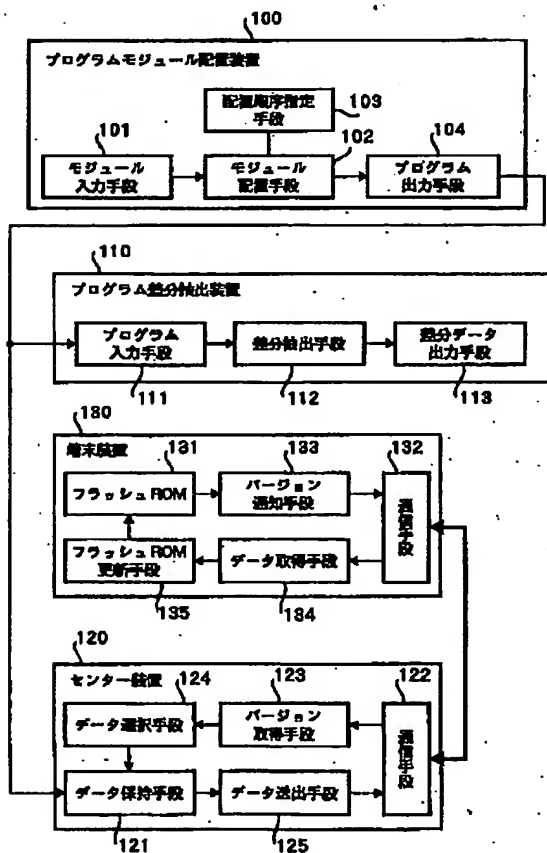 100
プログラムモジュール配置装置
配置順序指定
手段
103
101
102
104
モジュール
入力手段
モジュール
配置手段
プログラム
出力手段
110
プログラム差分抽出装置
プログラム
入力手段
差分抽出手段
差分データ
出力手段
111
112
113
130
端末装置
131
133
132
フラッシュROM
バージョン
通知手段
通信手段
フラッシュROM
更新手段
データ取得手段
135
134
120
センター装置
124
123
122
データ選択手段
バージョン
取得手段
通信手段
データ保持手段
データ送出手段
121
125